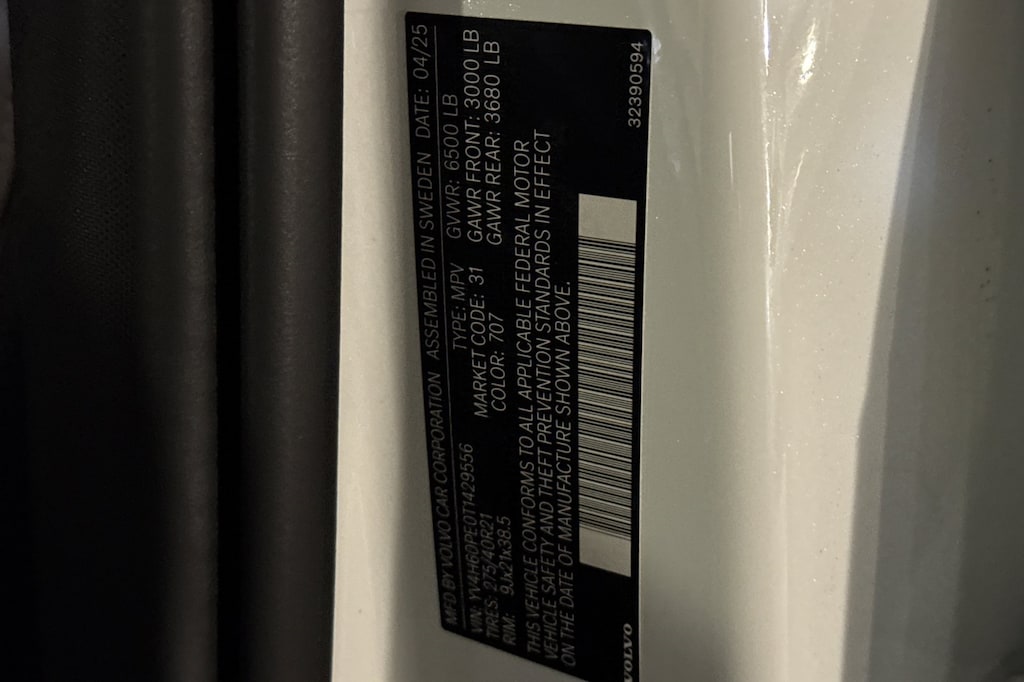 MFD BY VOLVO CAR CORPORATION ASSEMBLED IN SWEDEN DATE: 04/25
VIN: YV4H60PE0T1429556 TYPE: MPV GVWR: 6500 LB
TIRES: 275/40R21 MARKET CODE: 31 GAWR FRONT: 3000 LB
RIM: 9Jx21x38.5 COLOR: 707 GAWR REAR: 3680 LB
THIS VEHICLE CONFORMS TO ALL APPLICABLE FEDERAL MOTOR
VEHICLE SAFETY AND THEFT PREVENTION STANDARDS IN EFFECT
ON THE DATE OF MANUFACTURE SHOWN ABOVE.
VOLVO 32390594